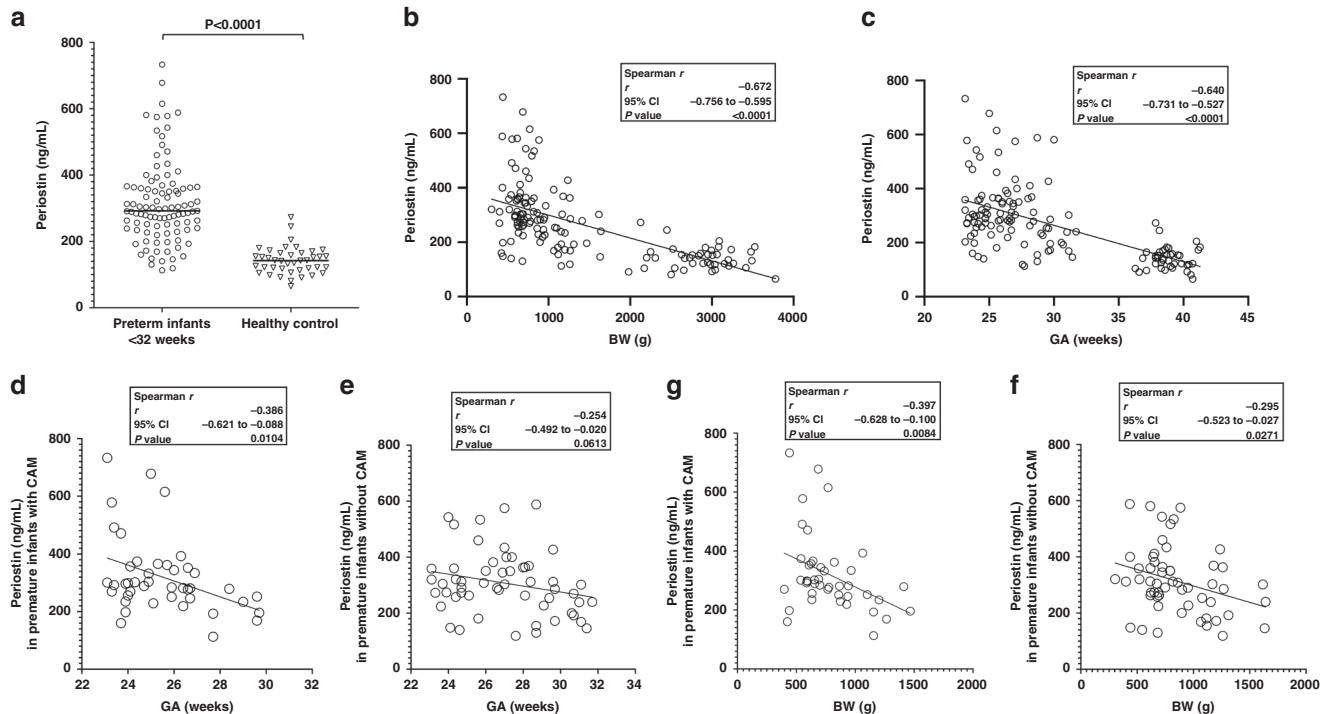 a
P<0.0001
800
600
400
200
0
Periostin (ng/mL)
Preterm infants
<32 weeks
Healthy control
b
Spearman r
r –0.672
95% CI –0.756 to –0.595
P value <0.0001
800
600
400
200
0
Periostin (ng/mL)
0 1000 2000 3000 4000
BW (g)
c
Spearman r
r –0.640
95% CI –0.731 to –0.527
P value <0.0001
800
600
400
200
0
Periostin (ng/mL)
20 25 30 35 40 45
GA (weeks)
d
Spearman r
r –0.386
95% CI –0.621 to –0.088
P value 0.0104
800
600
400
200
0
Periostin (ng/mL)
in premature infants with CAM
22 24 26 28 30 32
GA (weeks)
e
Spearman r
r –0.254
95% CI –0.492 to –0.020
P value 0.0613
800
600
400
200
0
Periostin (ng/mL)
in premature infants without CAM
22 24 26 28 30 32 34
GA (weeks)
g
Spearman r
r –0.397
95% CI –0.628 to –0.100
P value 0.0084
800
600
400
200
0
Periostin (ng/mL)
in premature infants with CAM
0 500 1000 1500 2000
BW (g)
f
Spearman r
r –0.295
95% CI –0.523 to –0.027
P value 0.0271
800
600
400
200
0
Periostin (ng/mL)
in premature infants without CAM
0 500 1000 1500 2000
BW (g)